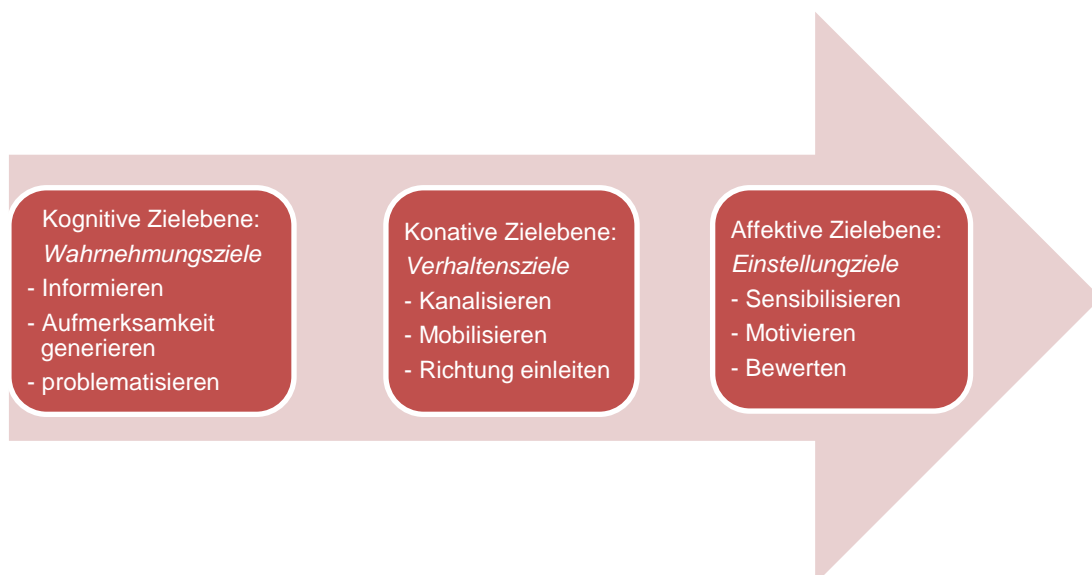 Kognitive Zielebene:
Wahrnehmungsziele
- Informieren
- Aufmerksamkeit
generieren
- problematisieren
Konative Zielebene:
Verhaltensziele
- Kanalisieren
- Mobilisieren
- Richtung einleiten
Affektive Zielebene:
Einstellungziele
- Sensibilisieren
- Motivieren
- Bewerten